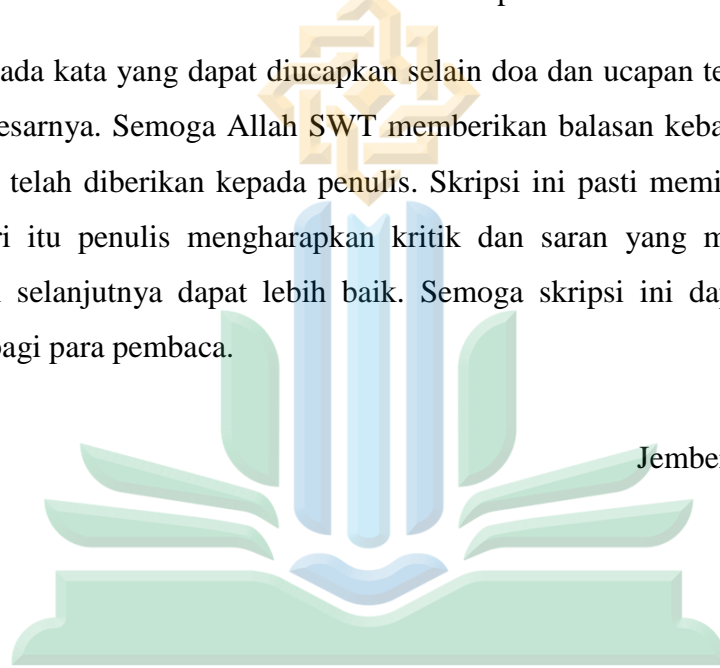 ada kata yang dapat diucapkan selain doa dan ucapan te
esarnya. Semoga Allah SWT memberikan balasan keba
telah diberikan kepada penulis. Skripsi ini pasti memi
ri itu penulis mengharapkan kritik dan saran yang m
selanjutnya dapat lebih baik. Semoga skripsi ini da
bagi para pembaca.
Jember